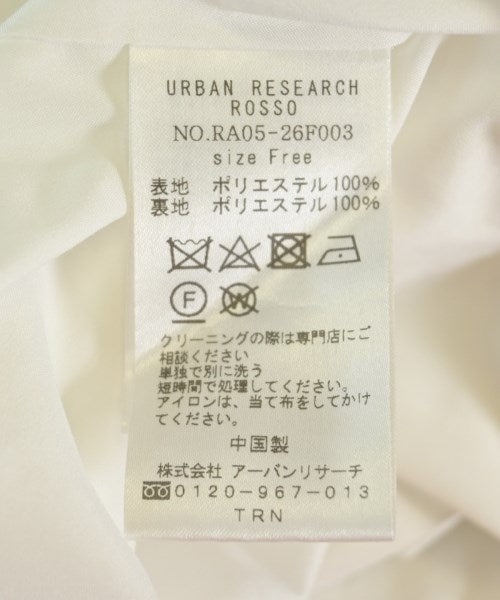 URBAN RESEARCH
ROSSO
NO.RA05-26F003
size Free
表地 ポリエステル100%
裏地 ポリエステル100%
F W
クリーニングの際は専門店にご
相談ください
単独で別に洗う
短時間で処理してください。
アイロンは、当て布をしてかけ
てください。
中国製
株式会社 アーバンリサーチ
0120-967-013
TRN